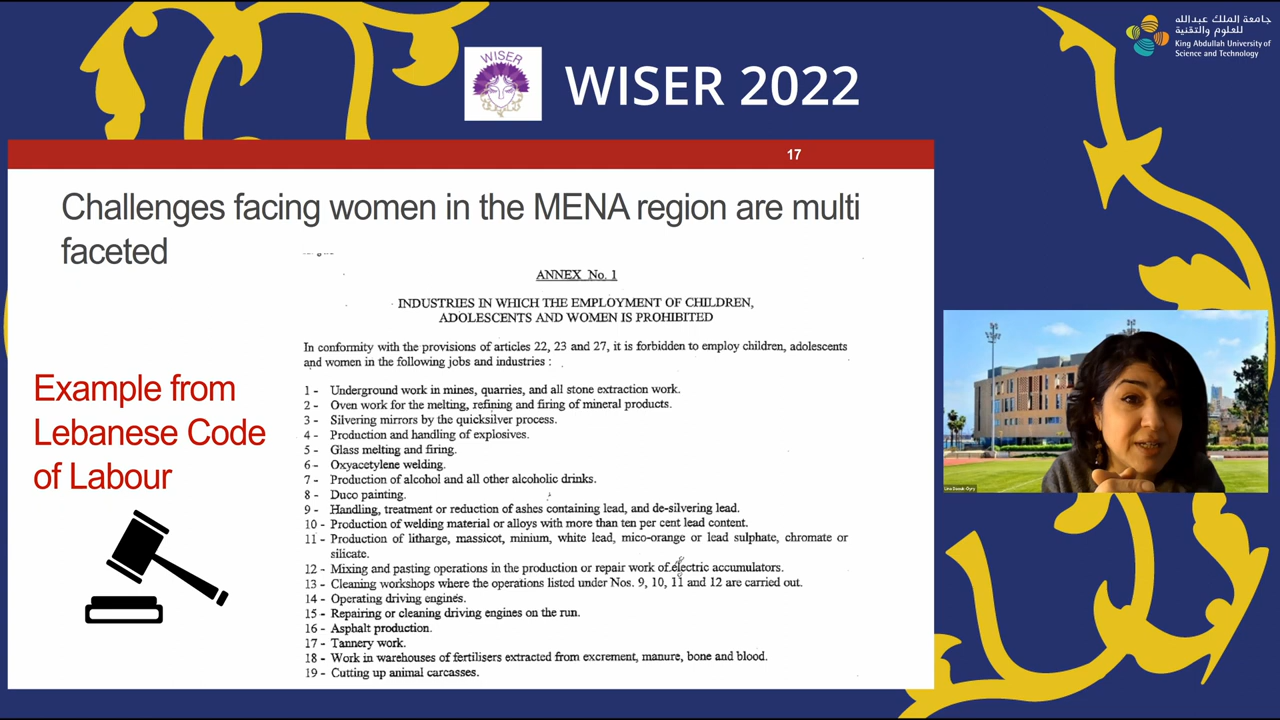 جامعة الملك عبدالله
للعلوم والتقنية
King Abdullah University of
Science and Technology
WISER
WISER 2022
17
Challenges facing women in the MENA region are multi
faceted
ANNEX No. 1
INDUSTRIES IN WHICH THE EMPLOYMENT OF CHILDREN,
ADOLESCENTS AND WOMEN IS PROHIBITED
In conformity with the provisions of articles 22, 23 and 27, it is forbidden to employ children, adolescents
and women in the following jobs and industries :
Example from
Lebanese Code
of Labour
1 - Underground work in mines, quarries, and all stone extraction work.
2 - Oven work for the melting, refining and firing of mineral products.
3 - Silvering mirrors by the quicksilver process.
4 - Production and handling of explosives.
5 - Glass melting and firing.
6 - Oxyacetylene welding.
7 - Production of alcohol and all other alcoholic drinks.
8 - Duco painting.
9 - Handling, treatment or reduction of ashes containing lead, and de-silvering lead.
10 - Production of welding material or alloys with more than ten per cent lead content.
11 - Production of litharge, massicot, minium, white lead, mico-orange or lead sulphate, chromate or
silicate.
12 - Mixing and pasting operations in the production or repair work of electric accumulators.
13 - Cleaning workshops where the operations listed under Nos. 9, 10, 11 and 12 are carried out.
14 - Operating driving engines.
15 - Repairing or cleaning driving engines on the run.
16 - Asphalt production.
17 - Tannery work.
18 - Work in warehouses of fertilisers extracted from excrement, manure, bone and blood.
19 - Cutting up animal carcasses.